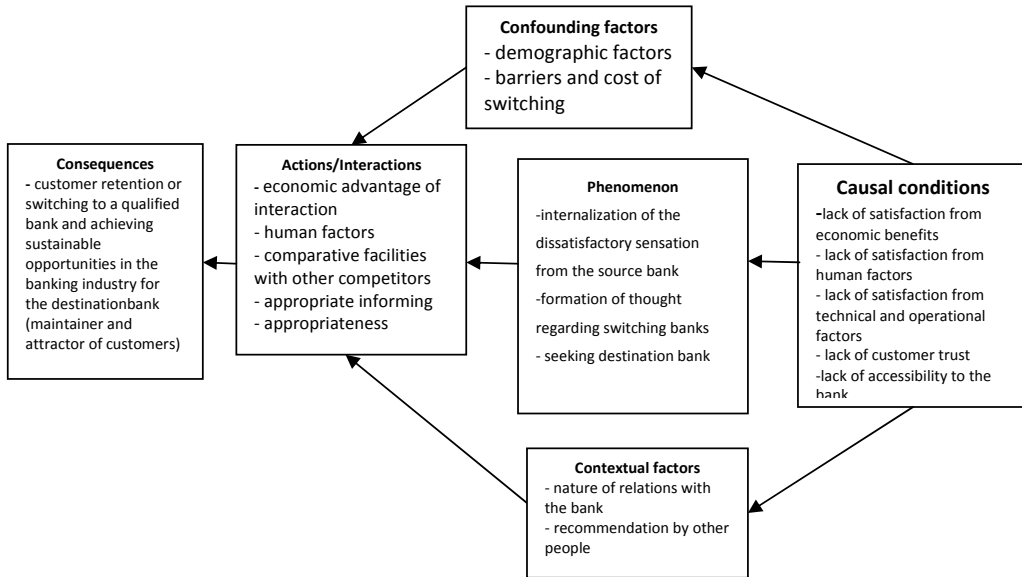 Confounding factors
- demographic factors
- barriers and cost of
switching
Consequences
- customer retention or
switching to a qualified
bank and achieving
sustainable
opportunities in the
banking industry for
the destinationbank
(maintainer and
attractor of customers)
Actions/Interactions
- economic advantage of
interaction
- human factors
- comparative facilities
with other competitors
- appropriate informing
- appropriateness
Phenomenon
-internalization of the
dissatisfactory sensation
from the source bank
-formation of thought
regarding switching banks
- seeking destination bank
Causal conditions
-lack of satisfaction from
economic benefits
- lack of satisfaction from
human factors
- lack of satisfaction from
technical and operational
factors
- lack of customer trust
-lack of accessibility to the
bank
Contextual factors
- nature of relations with
the bank
- recommendation by other
people